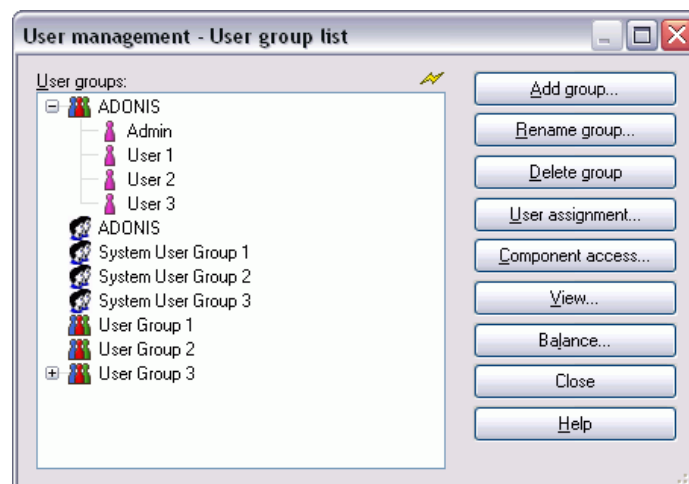 User management - User group list
User groups:
ADONIS
Admin
User 1
User 2
User 3
ADONIS
System User Group 1
System User Group 2
System User Group 3
User Group 1
User Group 2
User Group 3
Add group...
Rename group...
Delete group
User assignment...
Component access...
View...
Balance...
Close
Help